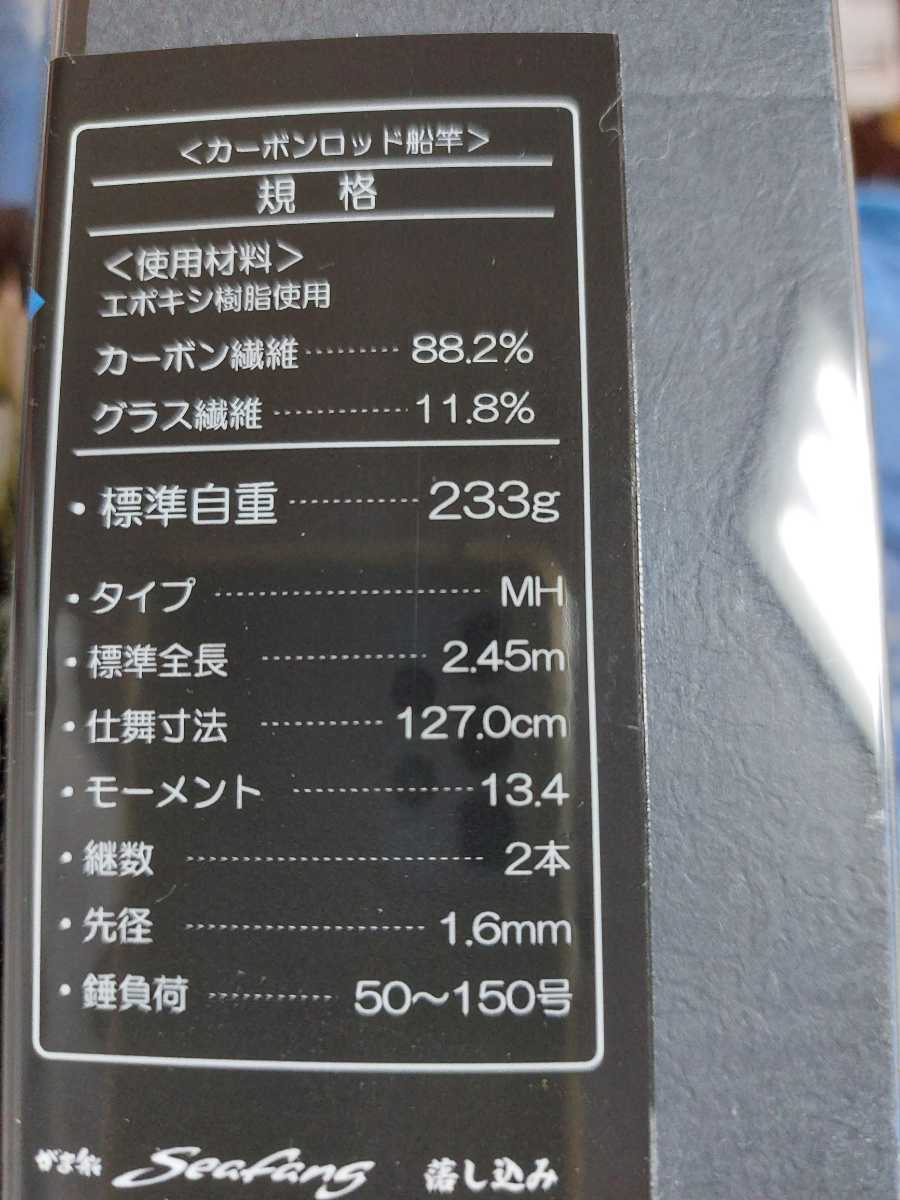 <カーボンロッド船竿>
規 格
<使用材料>
エポキシ樹脂使用
カーボン繊維 ……… 88.2%
グラス繊維 ……… 11.8%
・標準自重 ……… 233g
・タイプ ……… MH
・標準全長 ……… 2.45m
・仕舞寸法 ……… 127.0cm
・モーメント ……… 13.4
・継数 ……… 2本
・先径 ……… 1.6mm
・錘負荷 ……… 50〜150号
がま船 Seafang 落し込み